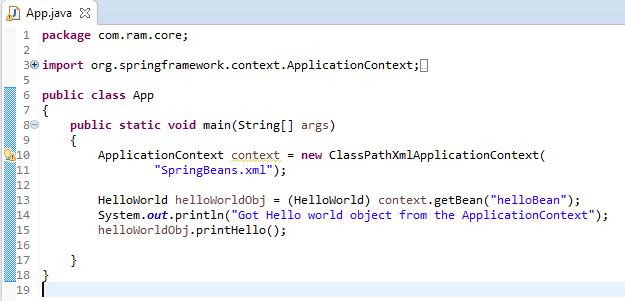 App.java
1 package com.ram.core;
2
3 import org.springframework.context.ApplicationContext;
5
6 public class App
7 {
8     public static void main(String[] args)
9     {
10         ApplicationContext context = new ClassPathXmlApplicationContext(
11                 "SpringBeans.xml");
12
13         HelloWorld helloWorldObj = (HelloWorld) context.getBean("helloBean");
14         System.out.println("Got Hello world object from the ApplicationContext");
15         helloWorldObj.printHello();
16
17     }
18 }
19